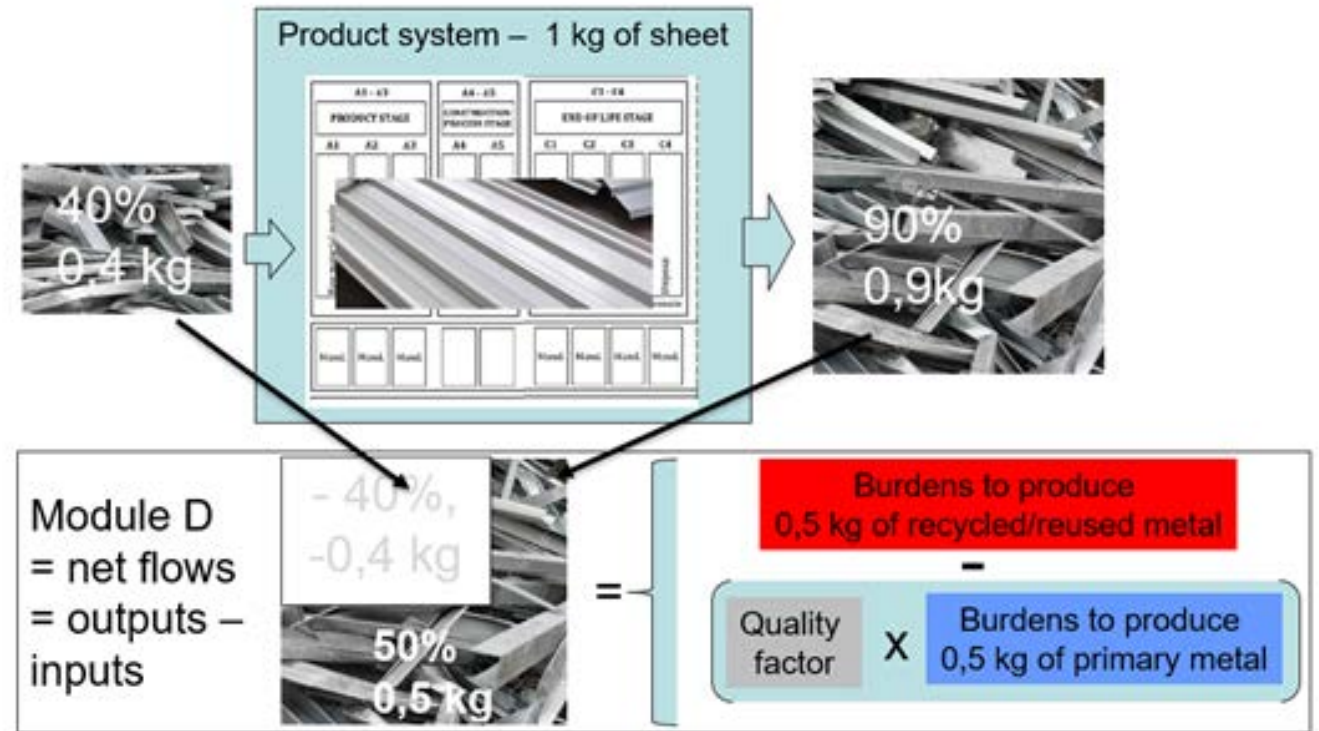 Product system – 1 kg of sheet
A1 - A3
A4 - A5
C1 - C4
PRODUCT STAGE
CONSTRUCTION
PROCESS STAGE
END-OF LIFE STAGE
A1 A2 A3 A4 A5 C1 C2 C3 C4
40%
0,4 kg
90%
0,9kg
Module D
= net flows
= outputs –
inputs
- 40%,
-0,4 kg
50%
0,5 kg
=
Burdens to produce
0,5 kg of recycled/reused metal
-
Quality
factor
x
Burdens to produce
0,5 kg of primary metal